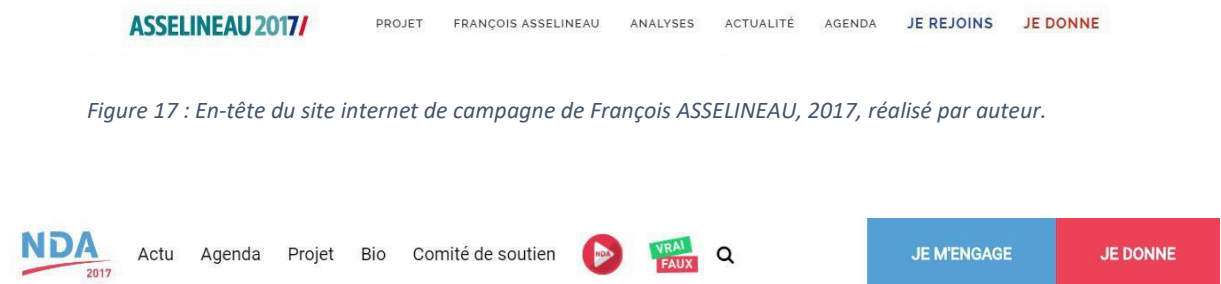 ASSELINEAU 2017/ PROJET FRANÇOIS ASSELINEAU ANALYSES ACTUALITÉ AGENDA JE REJOINS JE DONNE
Figure 17 : En-tête du site internet de campagne de François ASSELINEAU, 2017, réalisé par auteur.
NDA 2017 Actu Agenda Projet Bio Comité de soutien NDA VRAI FAUX JE M'ENGAGE JE DONNE